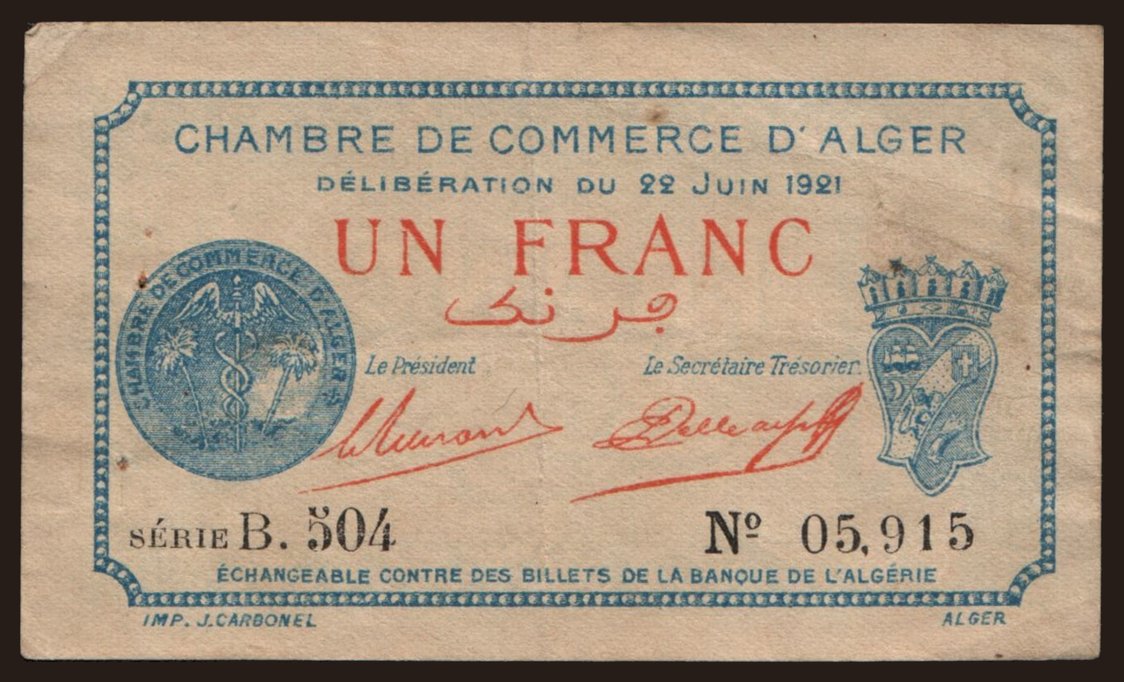 CHAMBRE DE COMMERCE D'ALGER
DÉLIBÉRATION DU 22 JUIN 1921
UN FRANC
فرنك
CHAMBRE DE COMMERCE D'ALGER
Le Président
Le Secrétaire Trésorier
SÉRIE B. 504
Nº 05,915
ÉCHANGEABLE CONTRE DES BILLETS DE LA BANQUE DE L'ALGÉRIE
IMP. J. CARBONEL
ALGER